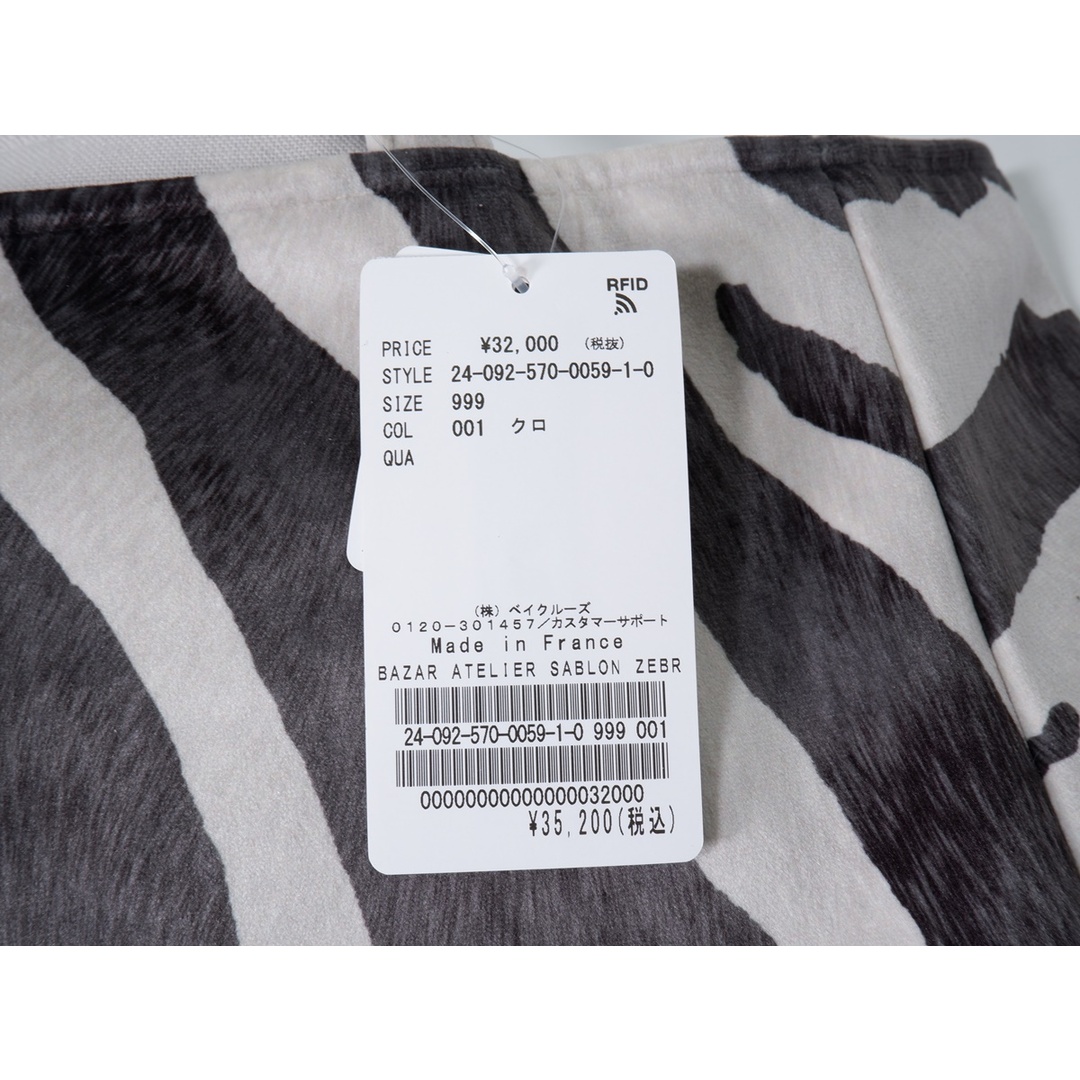 RFID
PRICE ¥32,000 (税抜)
STYLE 24-092-570-0059-1-0
SIZE 999
COL 001 クロ
QUA
(株) ベイクルーズ
0120-301457/カスタマーサポート
Made in France
BAZAR ATELIER SABLON ZEBR
24-092-570-0059-1-0 999 001
00000000000000032000
¥35,200(税込)